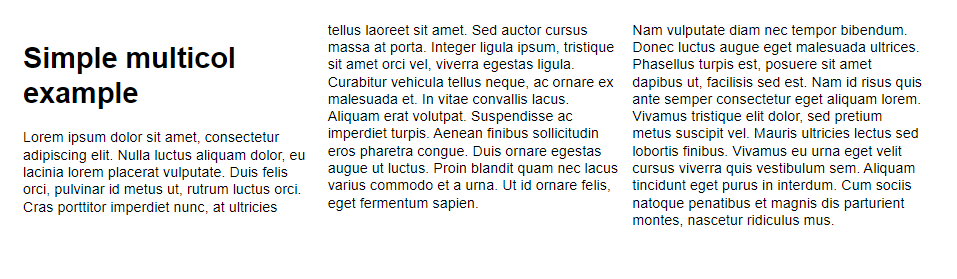 Simple multicol
example
Lorem ipsum dolor sit amet, consectetur
adipiscing elit. Nulla luctus aliquam dolor, eu
lacinia lorem placerat vulputate. Duis felis
orci, pulvinar id metus ut, rutrum luctus orci.
Cras porttitor imperdiet nunc, at ultricies
tellus laoreet sit amet. Sed auctor cursus
massa at porta. Integer ligula ipsum, tristique
sit amet orci vel, viverra egestas ligula.
Curabitur vehicula tellus neque, ac ornare ex
malesuada et. In vitae convallis lacus.
Aliquam erat volutpat. Suspendisse ac
imperdiet turpis. Aenean finibus sollicitudin
eros pharetra congue. Duis ornare egestas
augue ut luctus. Proin blandit quam nec lacus
varius commodo et a urna. Ut id ornare felis,
eget fermentum sapien.
Nam vulputate diam nec tempor bibendum.
Donec luctus augue eget malesuada ultrices.
Phasellus turpis est, posuere sit amet
dapibus ut, facilisis sed est. Nam id risus quis
ante semper consectetur eget aliquam lorem.
Vivamus tristique elit dolor, sed pretium
metus suscipit vel. Mauris ultricies lectus sed
lobortis finibus. Vivamus eu urna eget velit
cursus viverra quis vestibulum sem. Aliquam
tincidunt eget purus in interdum. Cum sociis
natoque penatibus et magnis dis parturient
montes, nascetur ridiculus mus.